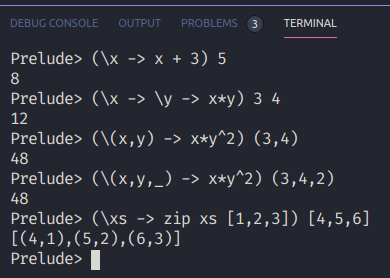 DEBUG CONSOLE OUTPUT PROBLEMS 3 TERMINAL
Prelude> (\x -> x + 3) 5
8
Prelude> (\x -> \y -> x*y) 3 4
12
Prelude> (\(x,y) -> x*y^2) (3,4)
48
Prelude> (\(x,y,_) -> x*y^2) (3,4,2)
48
Prelude> (\xs -> zip xs [1,2,3]) [4,5,6]
[(4,1),(5,2),(6,3)]
Prelude>